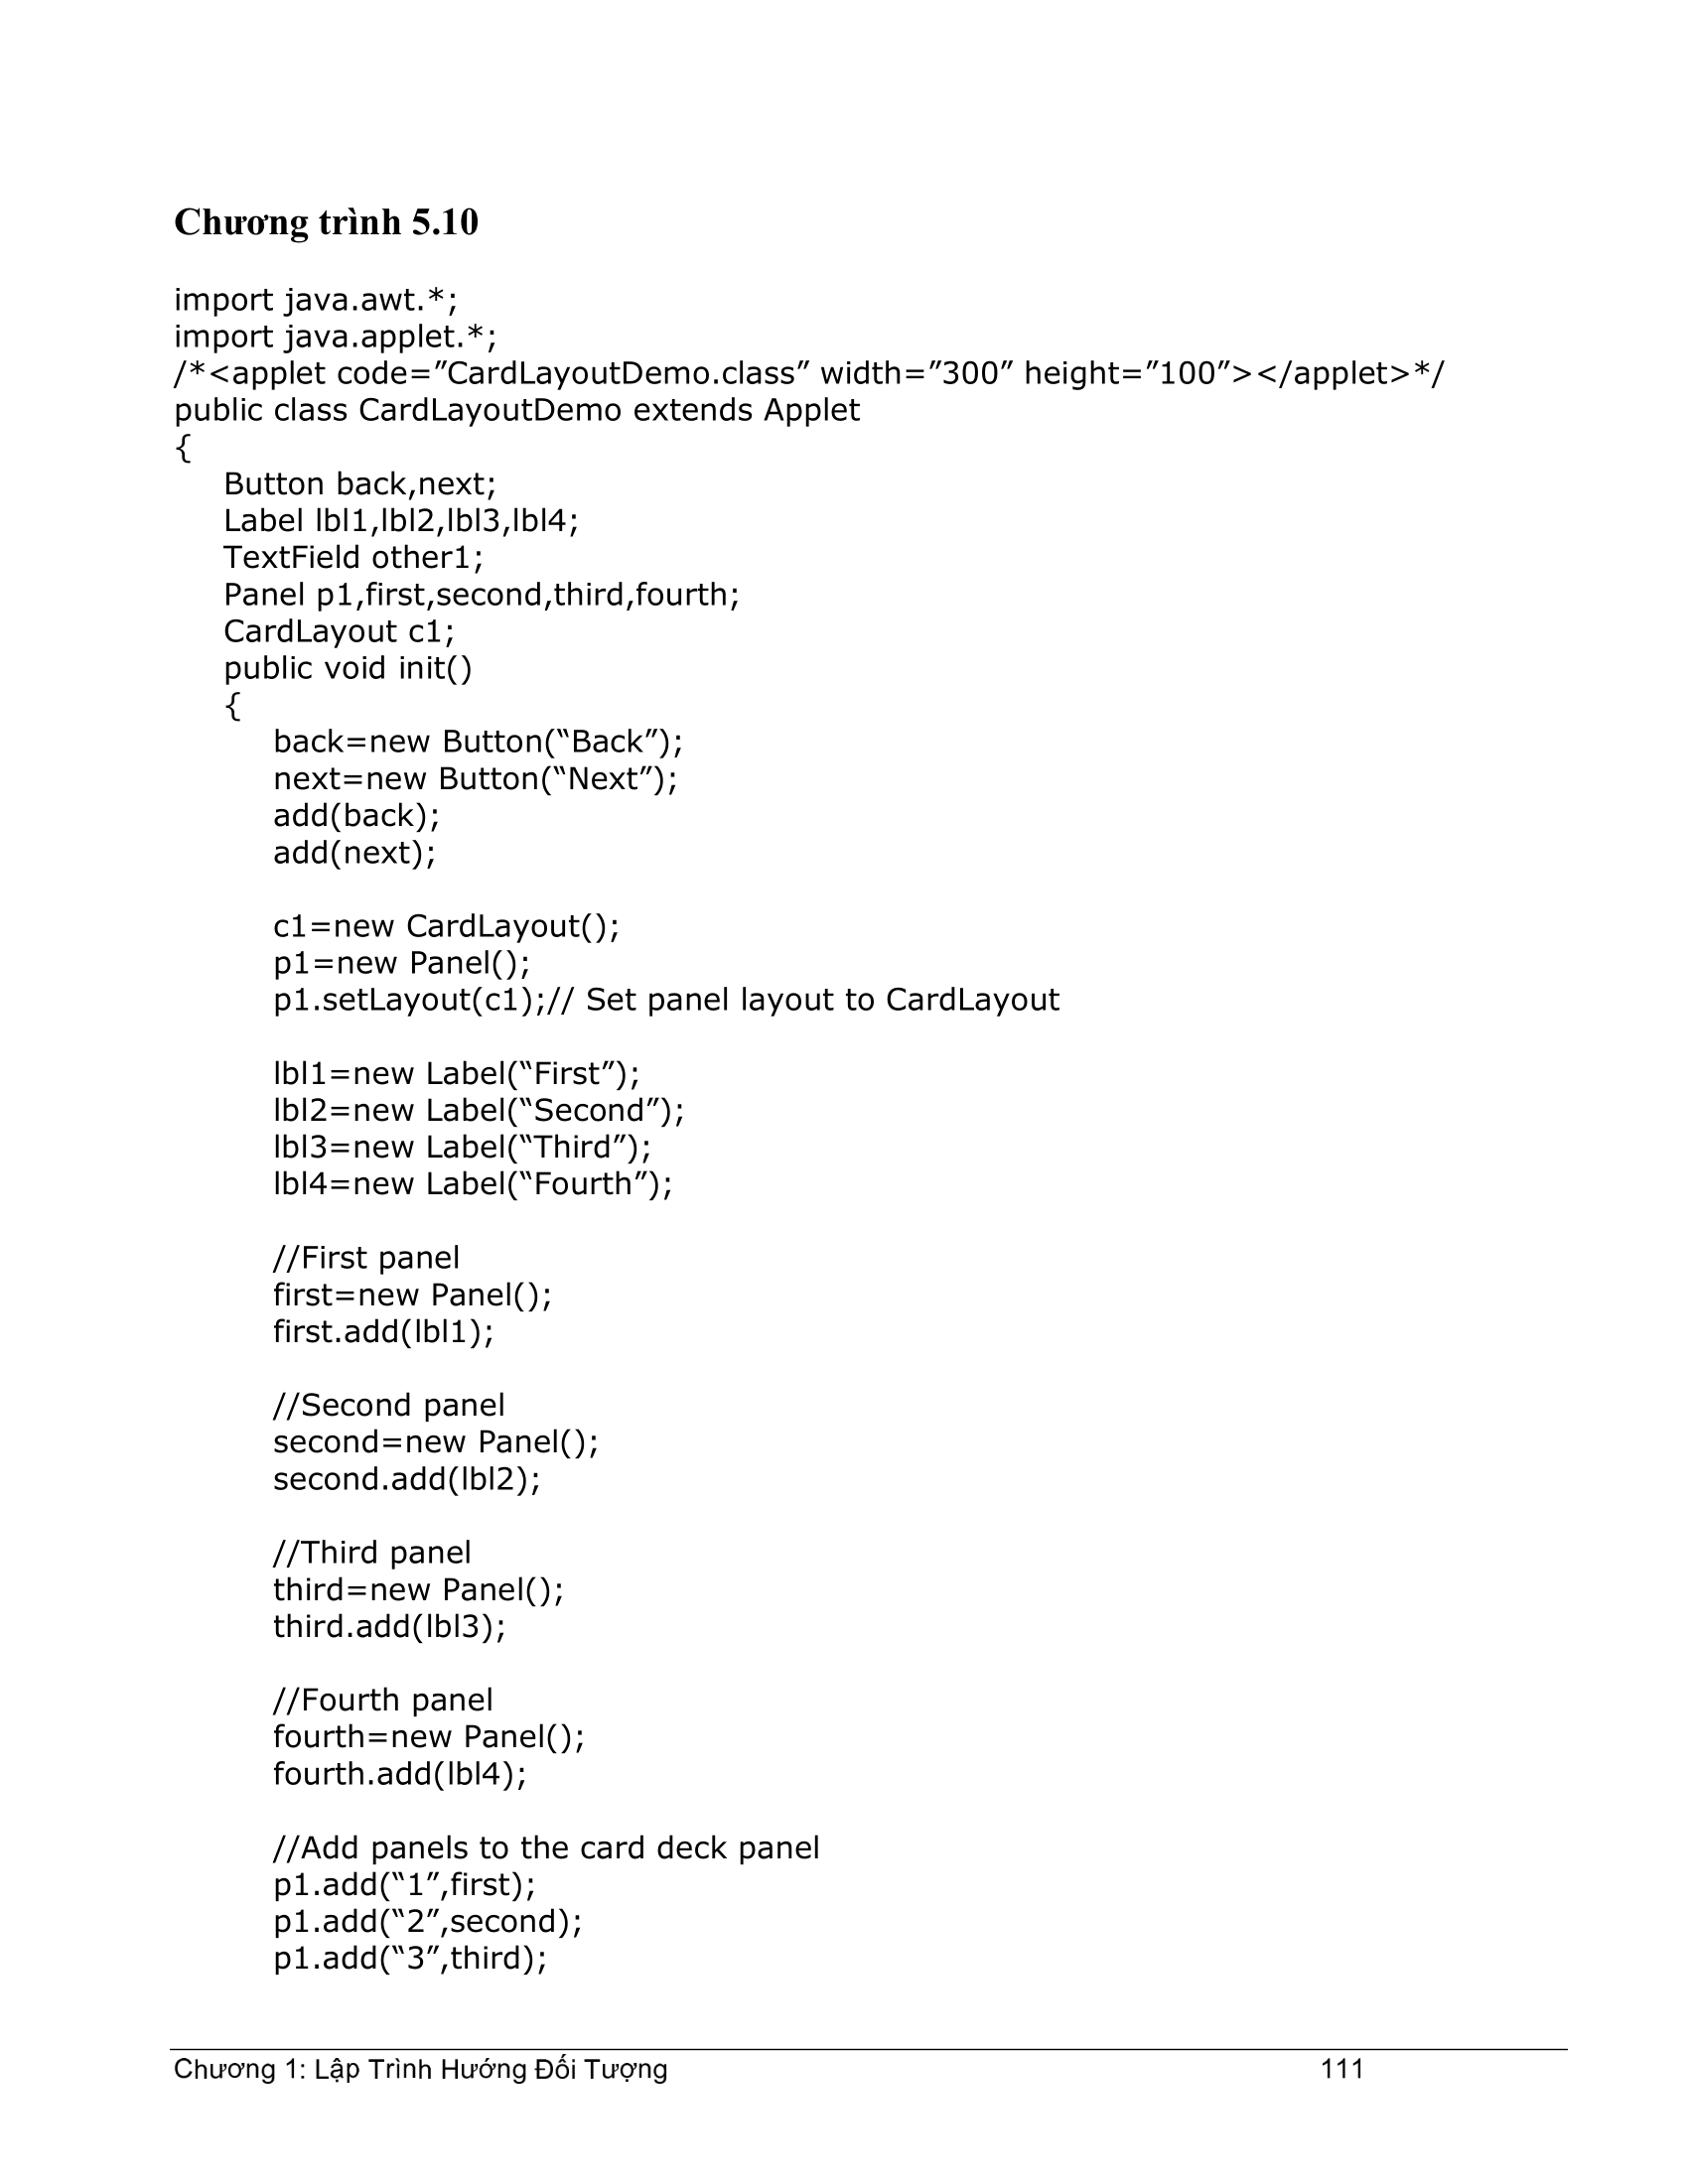 Chương trình 5.10
import java.awt.*;
import java.applet.*;
/*<applet code=”CardLayoutDemo.class” width=”300” height=”100”></applet>*/
public class CardLayoutDemo extends Applet
{
Button back,next;
Label lbl1,lbl2,lbl3,lbl4;
TextField other1;
Panel p1,first,second,third,fourth;
CardLayout c1;
public void init()
{
back=new Button(“Back”);
next=new Button(“Next”);
add(back);
add(next);
c1=new CardLayout();
p1=new Panel();
p1.setLayout(c1);// Set panel layout to CardLayout
lbl1=new Label(“First”);
lbl2=new Label(“Second”);
lbl3=new Label(“Third”);
lbl4=new Label(“Fourth”);
//First panel
first=new Panel();
first.add(lbl1);
//Second panel
second=new Panel();
second.add(lbl2);
//Third panel
third=new Panel();
third.add(lbl3);
//Fourth panel
fourth=new Panel();
fourth.add(lbl4);
//Add panels to the card deck panel
p1.add(“1”,first);
p1.add(“2”,second);
p1.add(“3”,third);
Chương 1: Lập Trình Hướng Đối Tượng 111